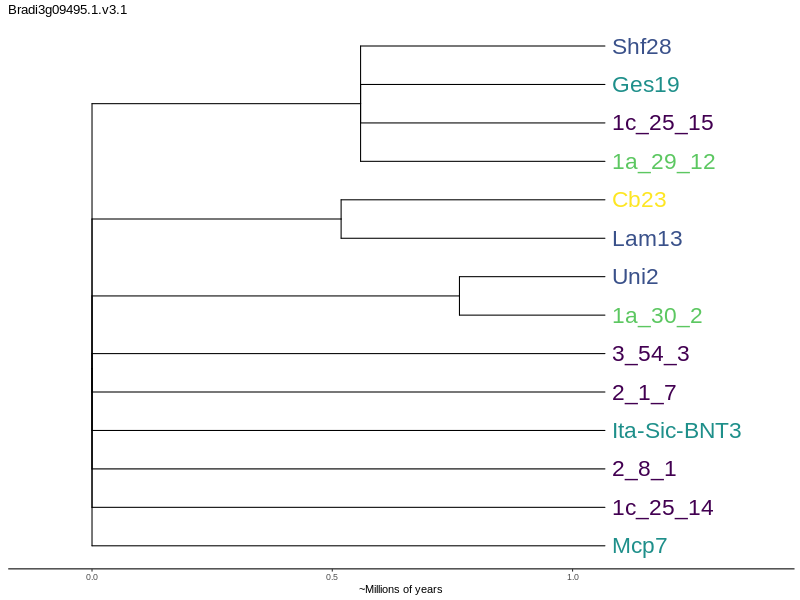 Bradi3g09495.1.v3.1
Shf28
Ges19
1c_25_15
1a_29_12
Cb23
Lam13
Uni2
1a_30_2
3_54_3
2_1_7
Ita-Sic-BNT3
2_8_1
1c_25_14
Mcp7
0.0 0.5 1.0
~Millions of years